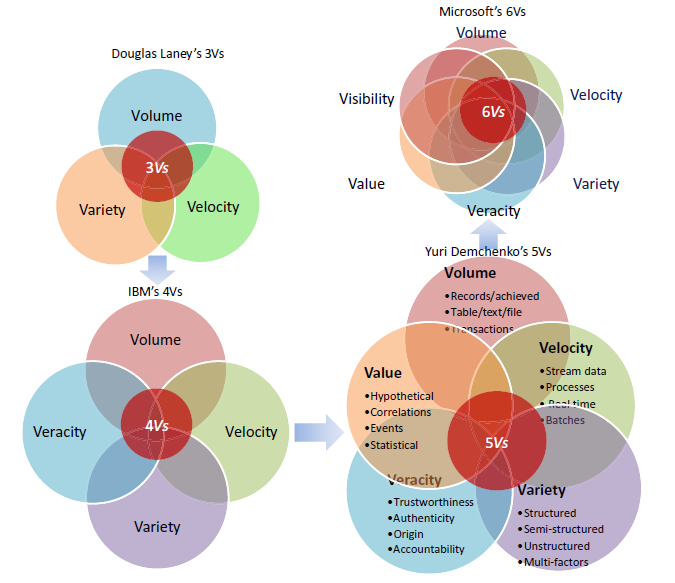 Douglas Laney's 3Vs
Volume
3Vs
Variety
Velocity
IBM's 4Vs
Volume
Veracity
4Vs
Velocity
Variety
Yuri Demchenko's 5Vs
Volume
•Records/achieved
•Table/text/file
•Transactions
Velocity
•Stream data
•Processes
•Real time
•Batches
Value
•Hypothetical
•Correlations
•Events
•Statistical
5Vs
Veracity
•Trustworthiness
•Authenticity
•Origin
•Accountability
Variety
•Structured
•Semi-structured
•Unstructured
•Multi-factors
Microsoft's 6Vs
Volume
Visibility
6Vs
Velocity
Value
Variety
Veracity